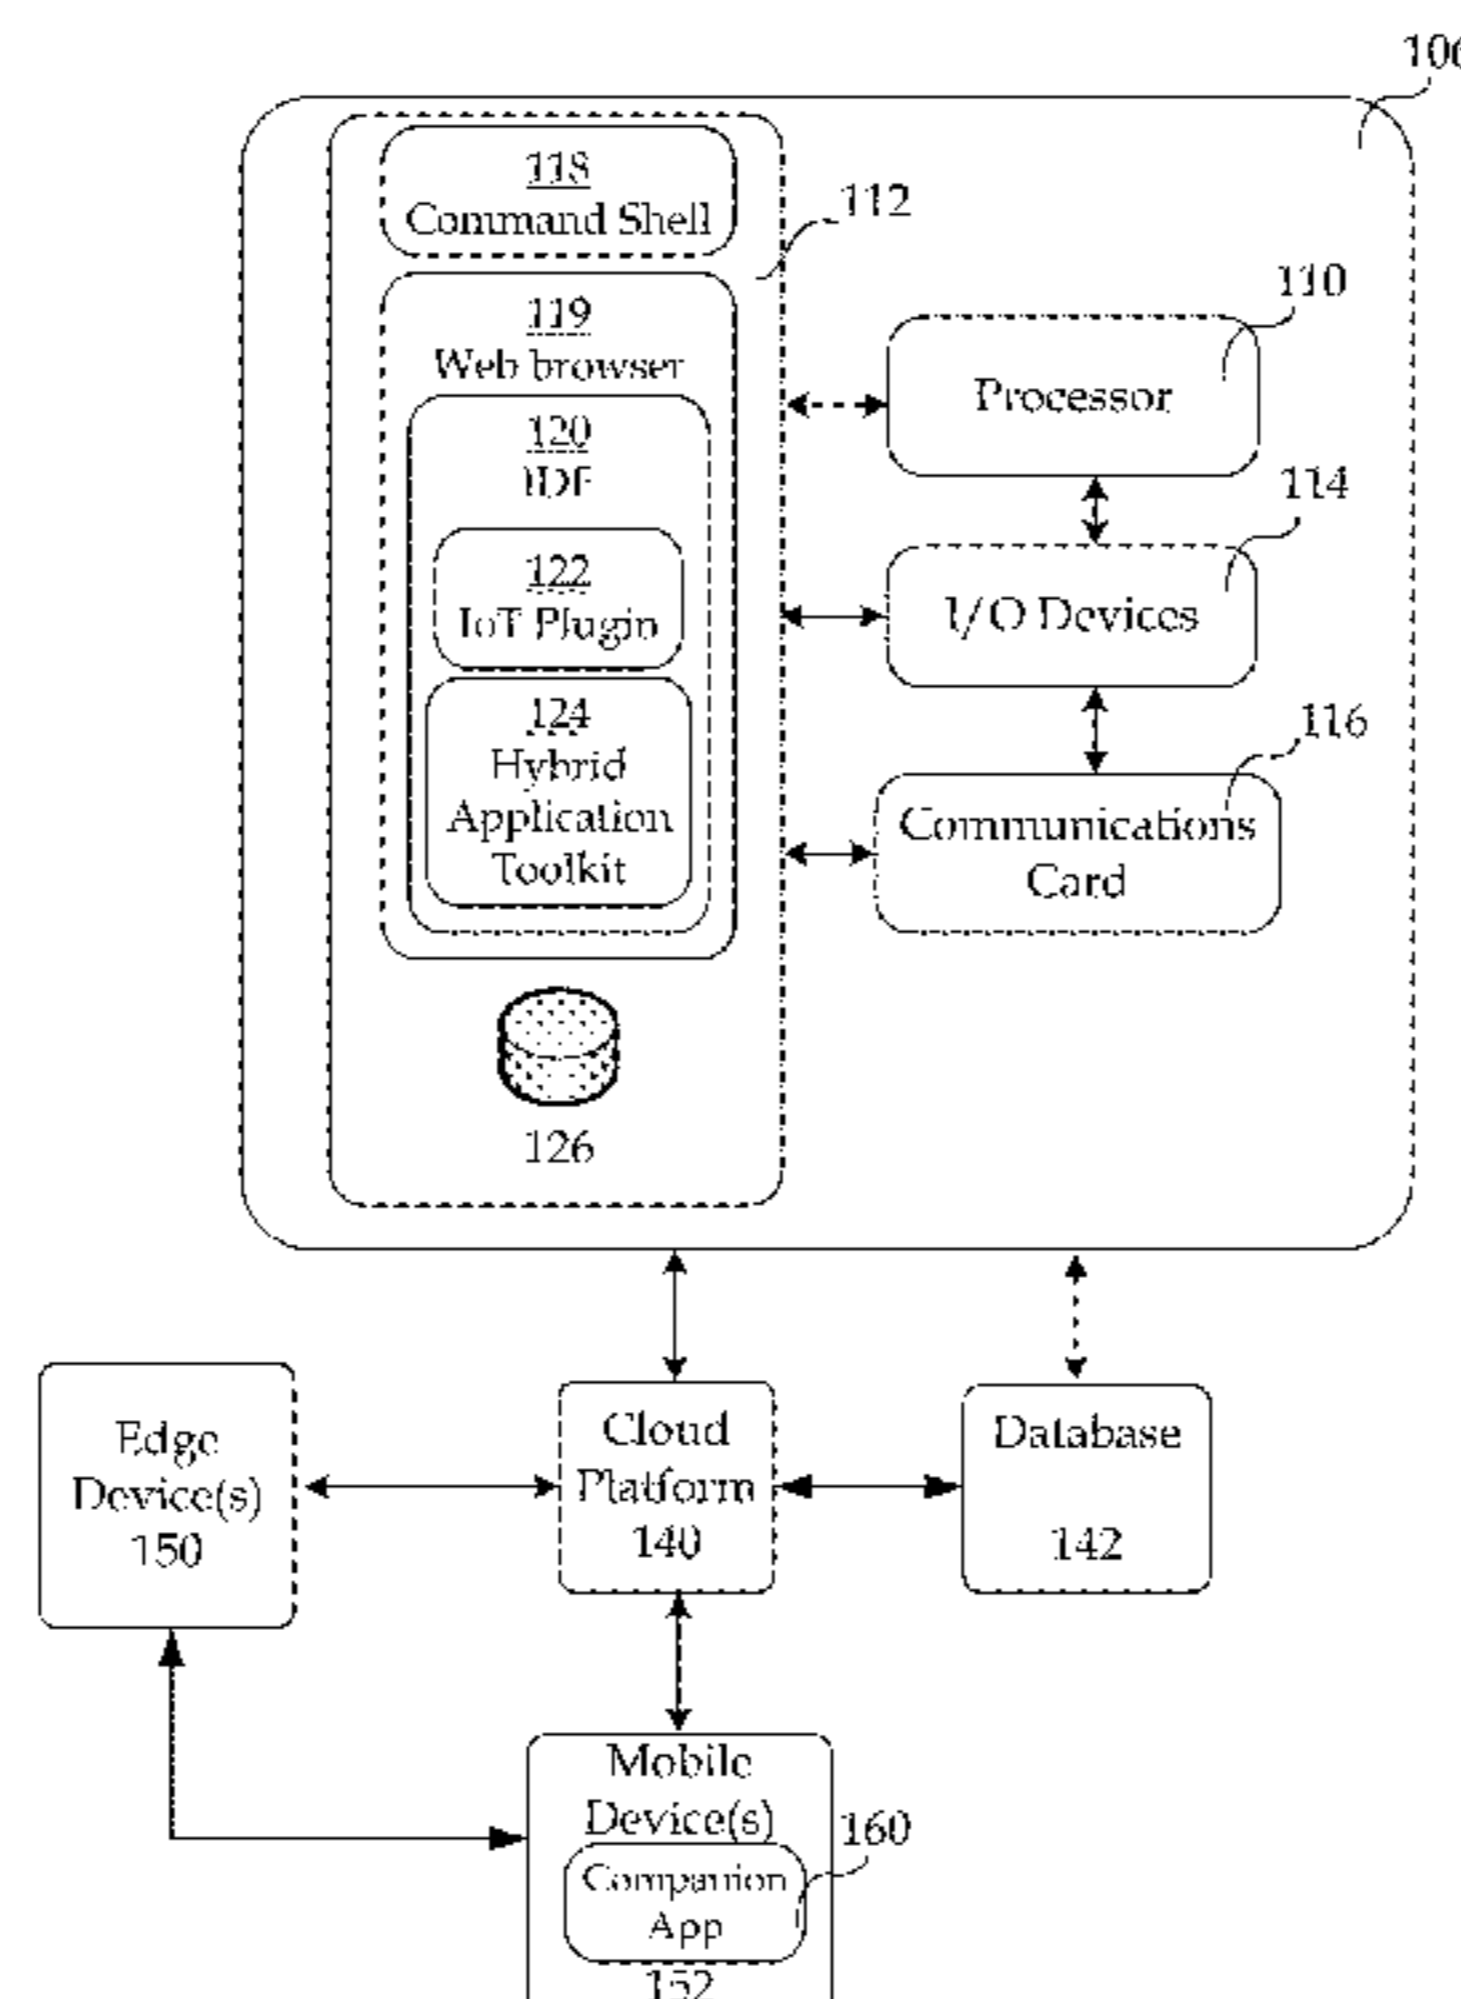 106
118
Command Shell
112
119
Web browser
110
Processor
120
IDE
114
122
IoT Plugin
I/O Devices
124
Hybrid
Application
Toolkit
116
Communications
Card
126
Edge
Device(s)
150
Cloud
Platform
140
Database
142
Mobile
Device(s)
160
Companion
App
152